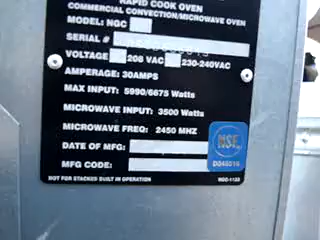 RAPID COOK OVEN
COMMERCIAL CONVECTION/MICROWAVE OVEN
MODEL: NGC
SERIAL #
VOLTAGE 208 VAC 230-240VAC
AMPERAGE: 30AMPS
MAX INPUT: 5990/6675 Watts
MICROWAVE INPUT: 3500 Watts
MICROWAVE FREQ: 2450 MHZ
DATE OF MFG:
MFG CODE:
NSF.
NOT FOR STACKED BUILT IN OPERATION